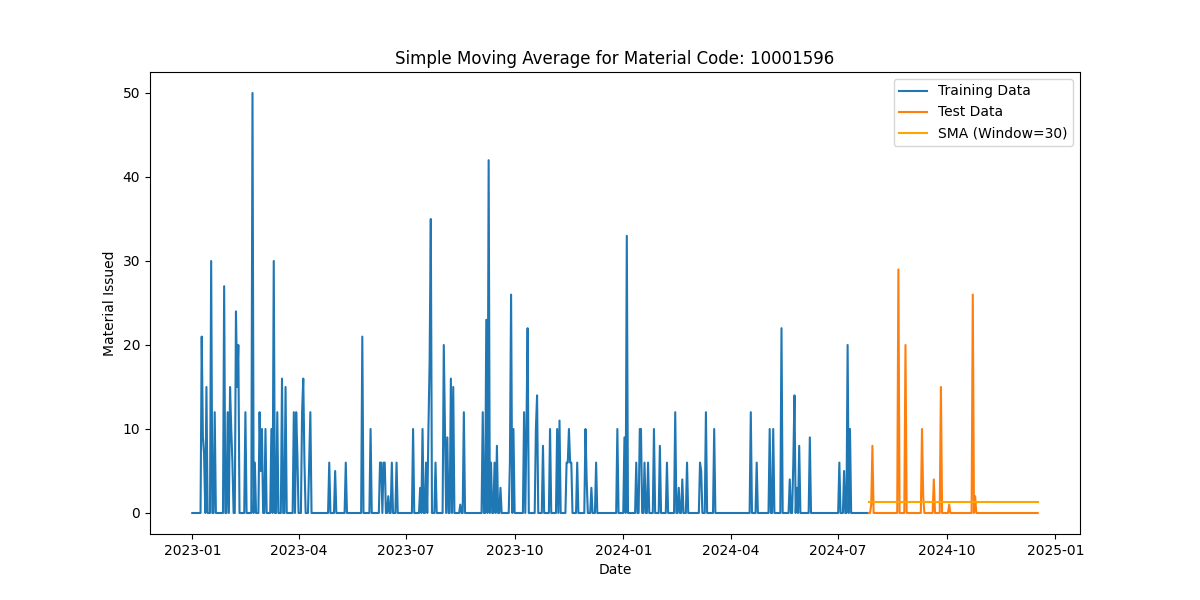 Simple Moving Average for Material Code: 10001596
Training Data
Test Data
SMA (Window=30)
Material Issued
50
40
30
20
10
0
2023-01
2023-04
2023-07
2023-10
2024-01
2024-04
2024-07
2024-10
2025-01
Date